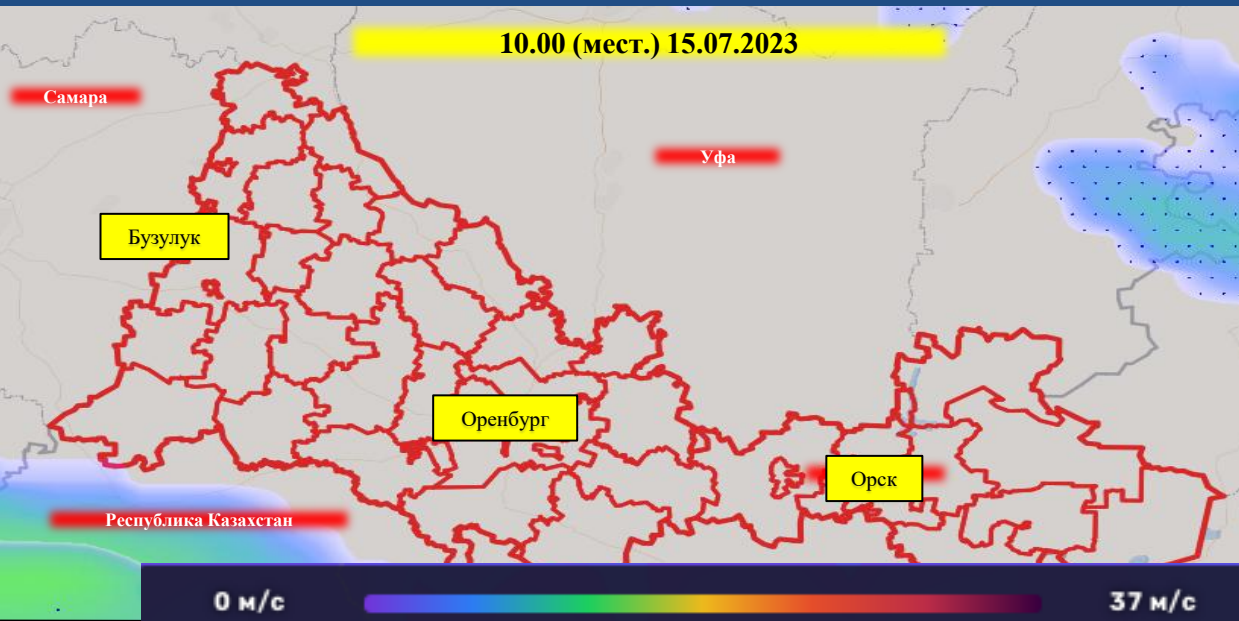 10.00 (мест.) 15.07.2023
Самара
Уфа
Бузулук
Оренбург
Орск
Республика Казахстан
0 м/с
37 м/с